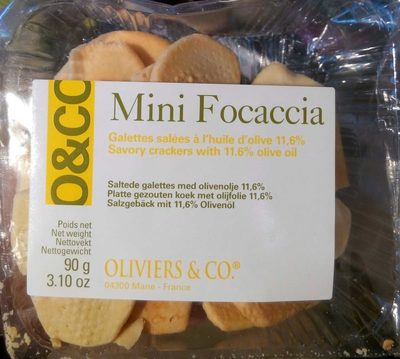 O&CO
Mini Focaccia
Galettes salées à l'huile d'olive 11,6%
Savory crackers with 11.6% olive oil
Saltede galettes med olivenolje 11,6%
Platte gezouten koek met olijfolie 11,6%
Salzgebäck mit 11,6% Olivenöl
Poids net
Net weight
Nettovekt
Nettogewicht
90 g
3.10 oz
OLIVIERS & CO.®
04300 Mane - France